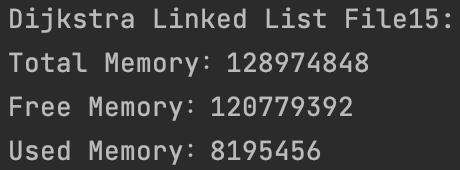 Dijkstra Linked List File15:
Total Memory: 128974848
Free Memory: 120779392
Used Memory: 8195456